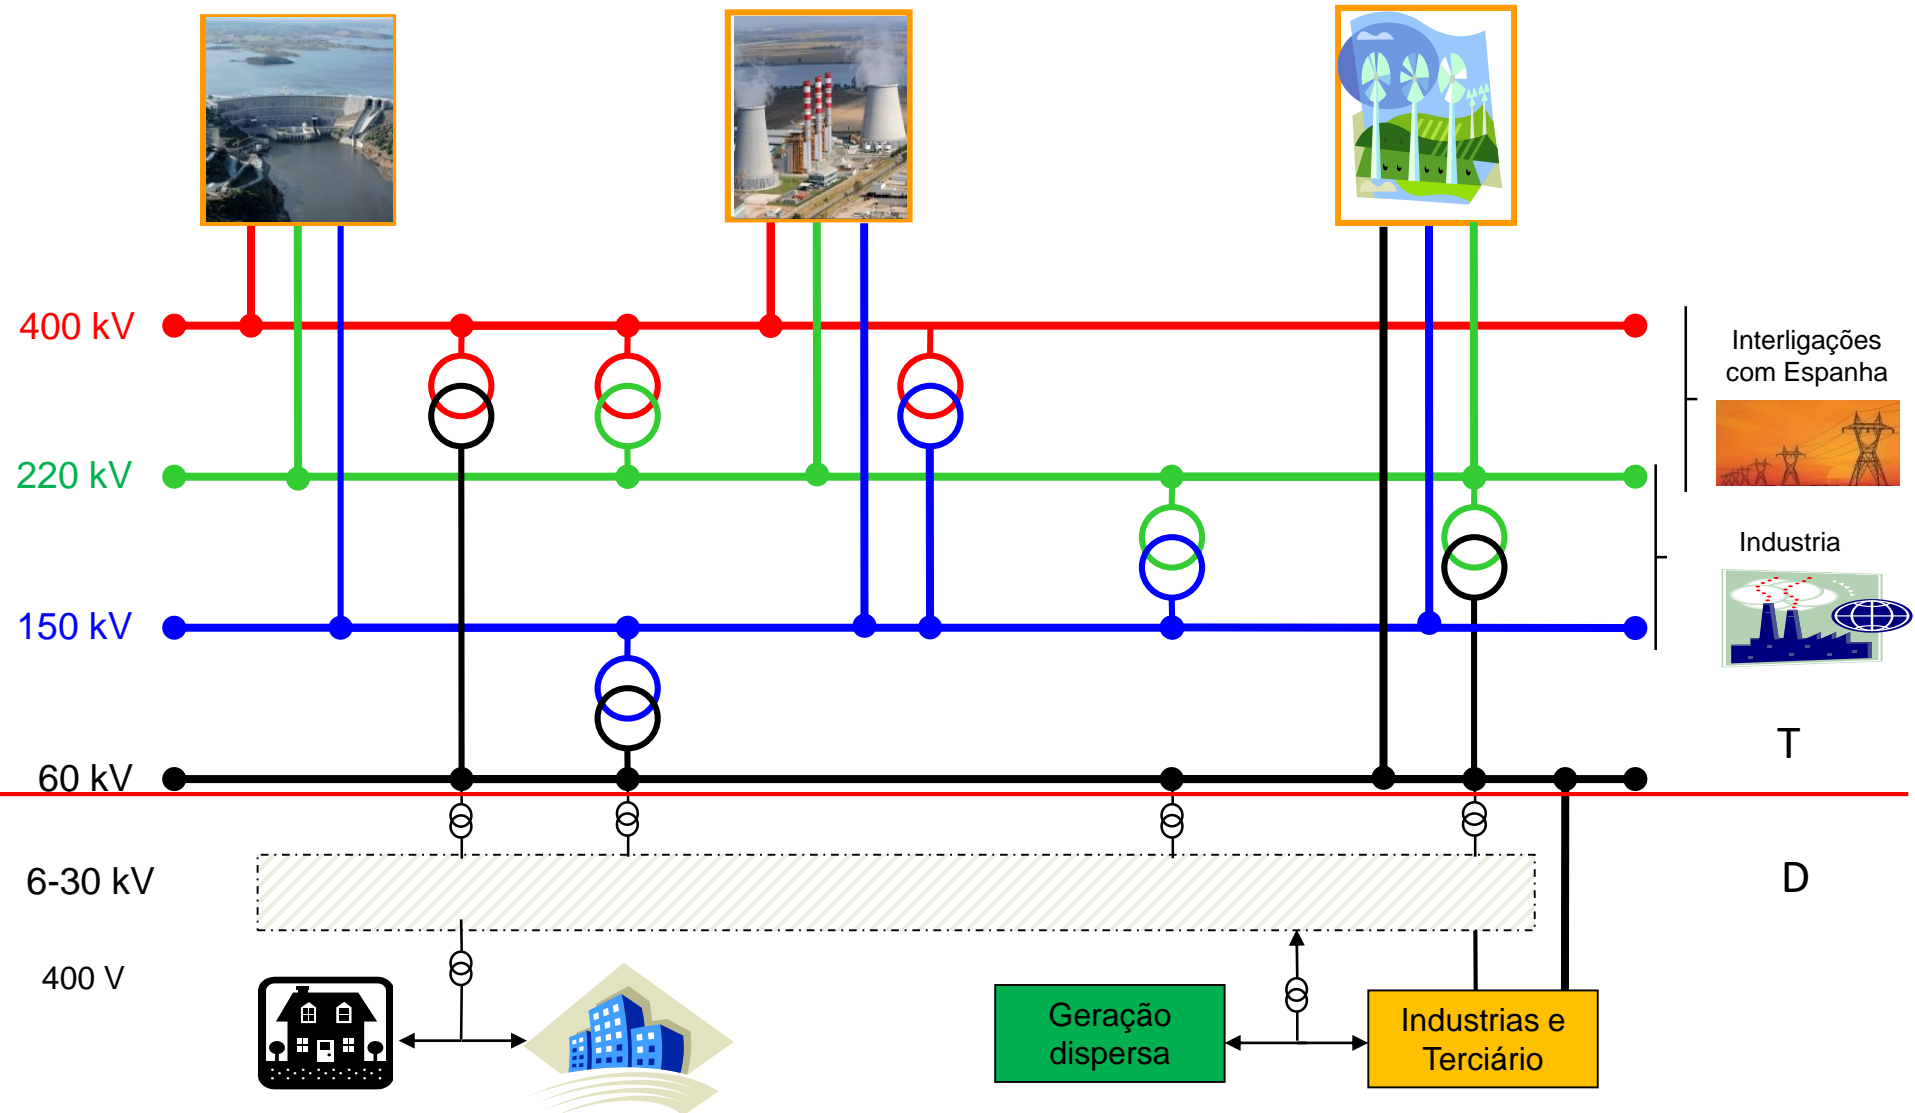 400 kV
Interligações
com Espanha
220 kV
Industria
150 kV
T
60 kV
6-30 kV
D
400 V
Geração
dispersa
Industrias e
Terciário